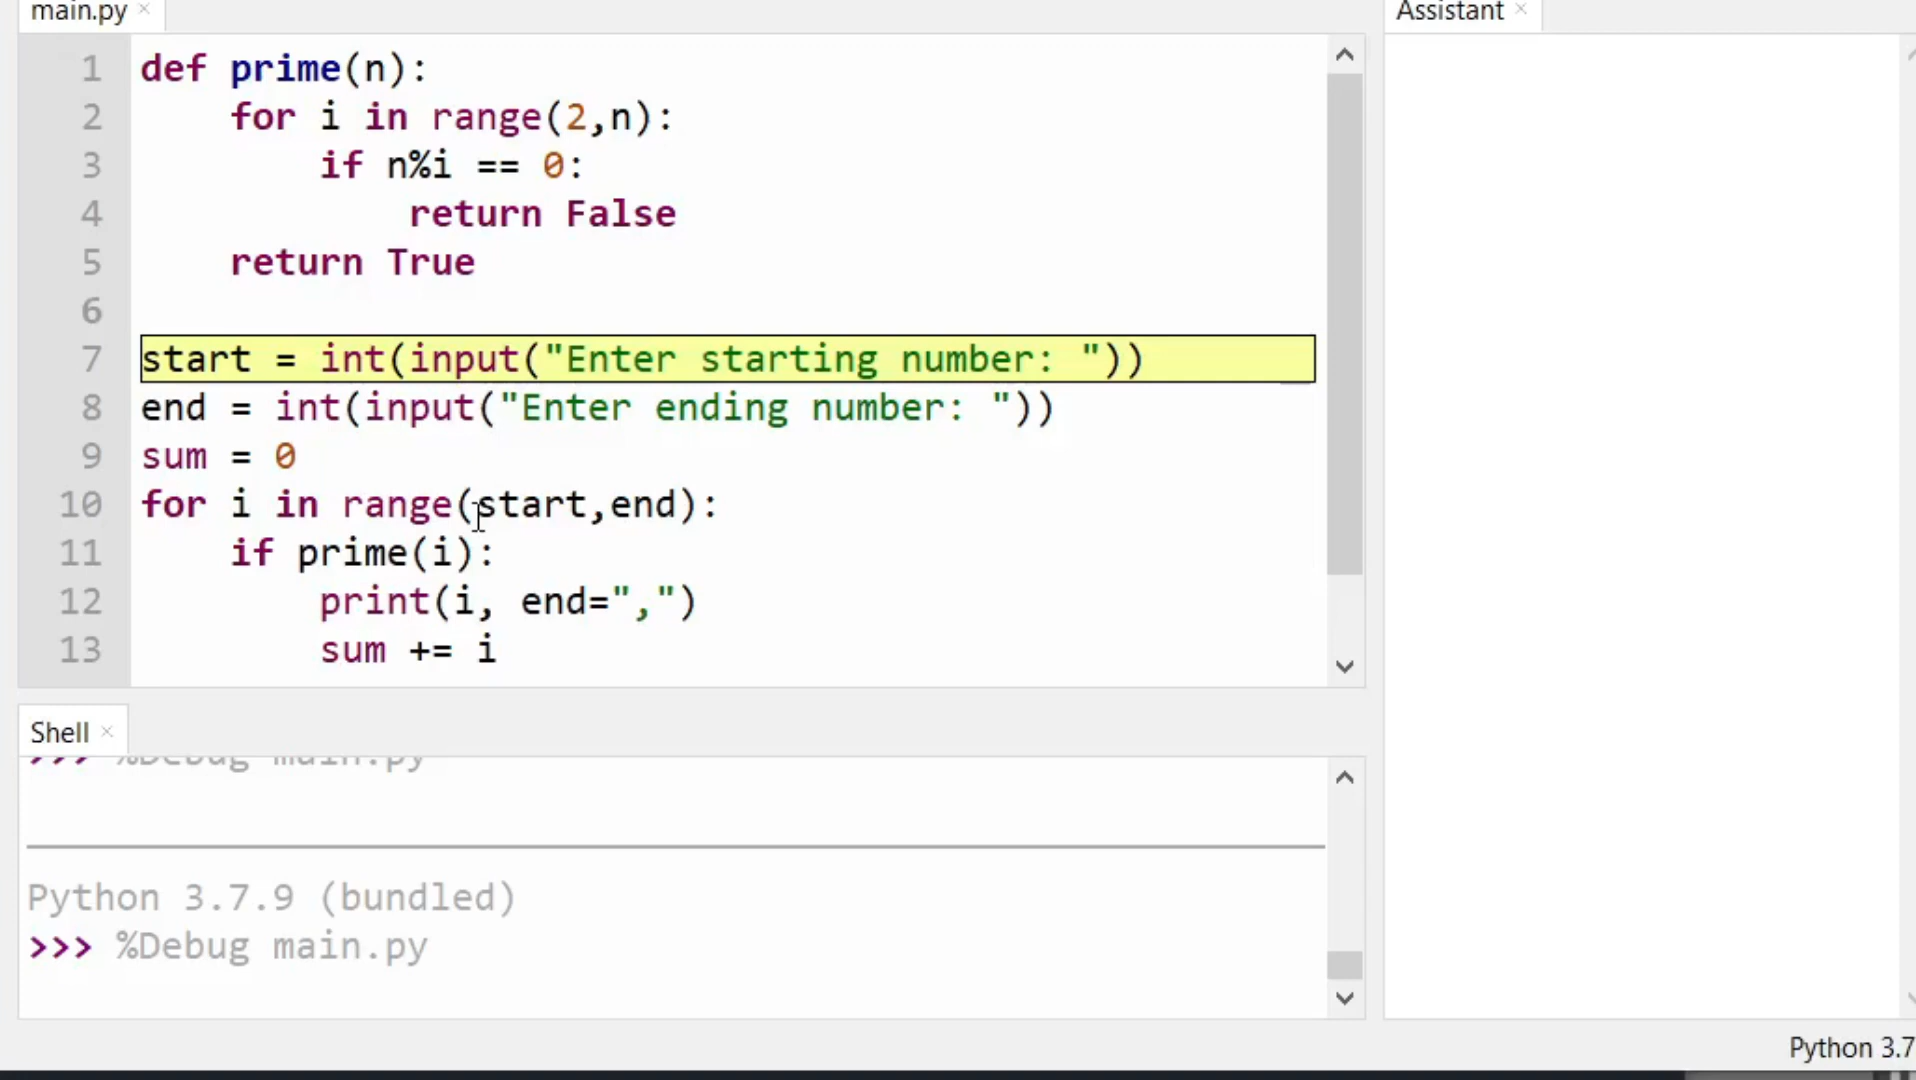 main.py ×
Assistant ×
1 def prime(n):
2     for i in range(2,n):
3         if n%i == 0:
4             return False
5     return True
6
7 start = int(input("Enter starting number: "))
8 end = int(input("Enter ending number: "))
9 sum = 0
10 for i in range(start,end):
11     if prime(i):
12         print(i, end=",")
13         sum += i
Shell ×
>>> %Debug main.py
Python 3.7.9 (bundled)
>>> %Debug main.py
Python 3.7